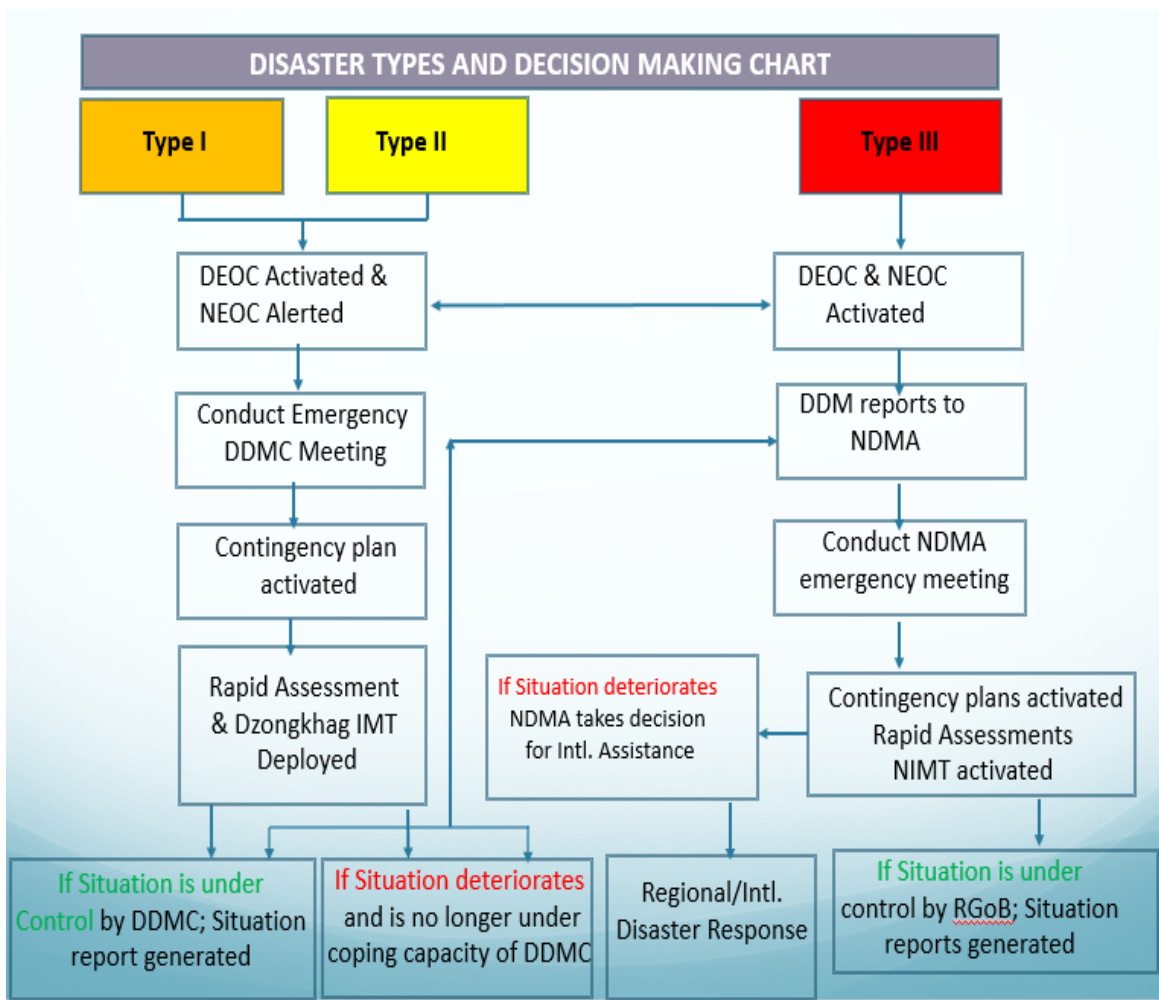 DISASTER TYPES AND DECISION MAKING CHART
Type I
Type II
Type III
DEOC Activated &
NEOC Alerted
DEOC & NEOC
Activated
Conduct Emergency
DDMC Meeting
DDM reports to
NDMA
Contingency plan
activated
Conduct NDMA
emergency meeting
Rapid Assessment
& Dzongkhag IMT
Deployed
If Situation deteriorates
NDMA takes decision
for Intl. Assistance
Contingency plans activated
Rapid Assessments
NIMT activated
If Situation is under
Control by DDMC; Situation
report generated
If Situation deteriorates
and is no longer under
coping capacity of DDMC
Regional/Intl.
Disaster Response
If Situation is under
control by RGoB; Situation
reports generated